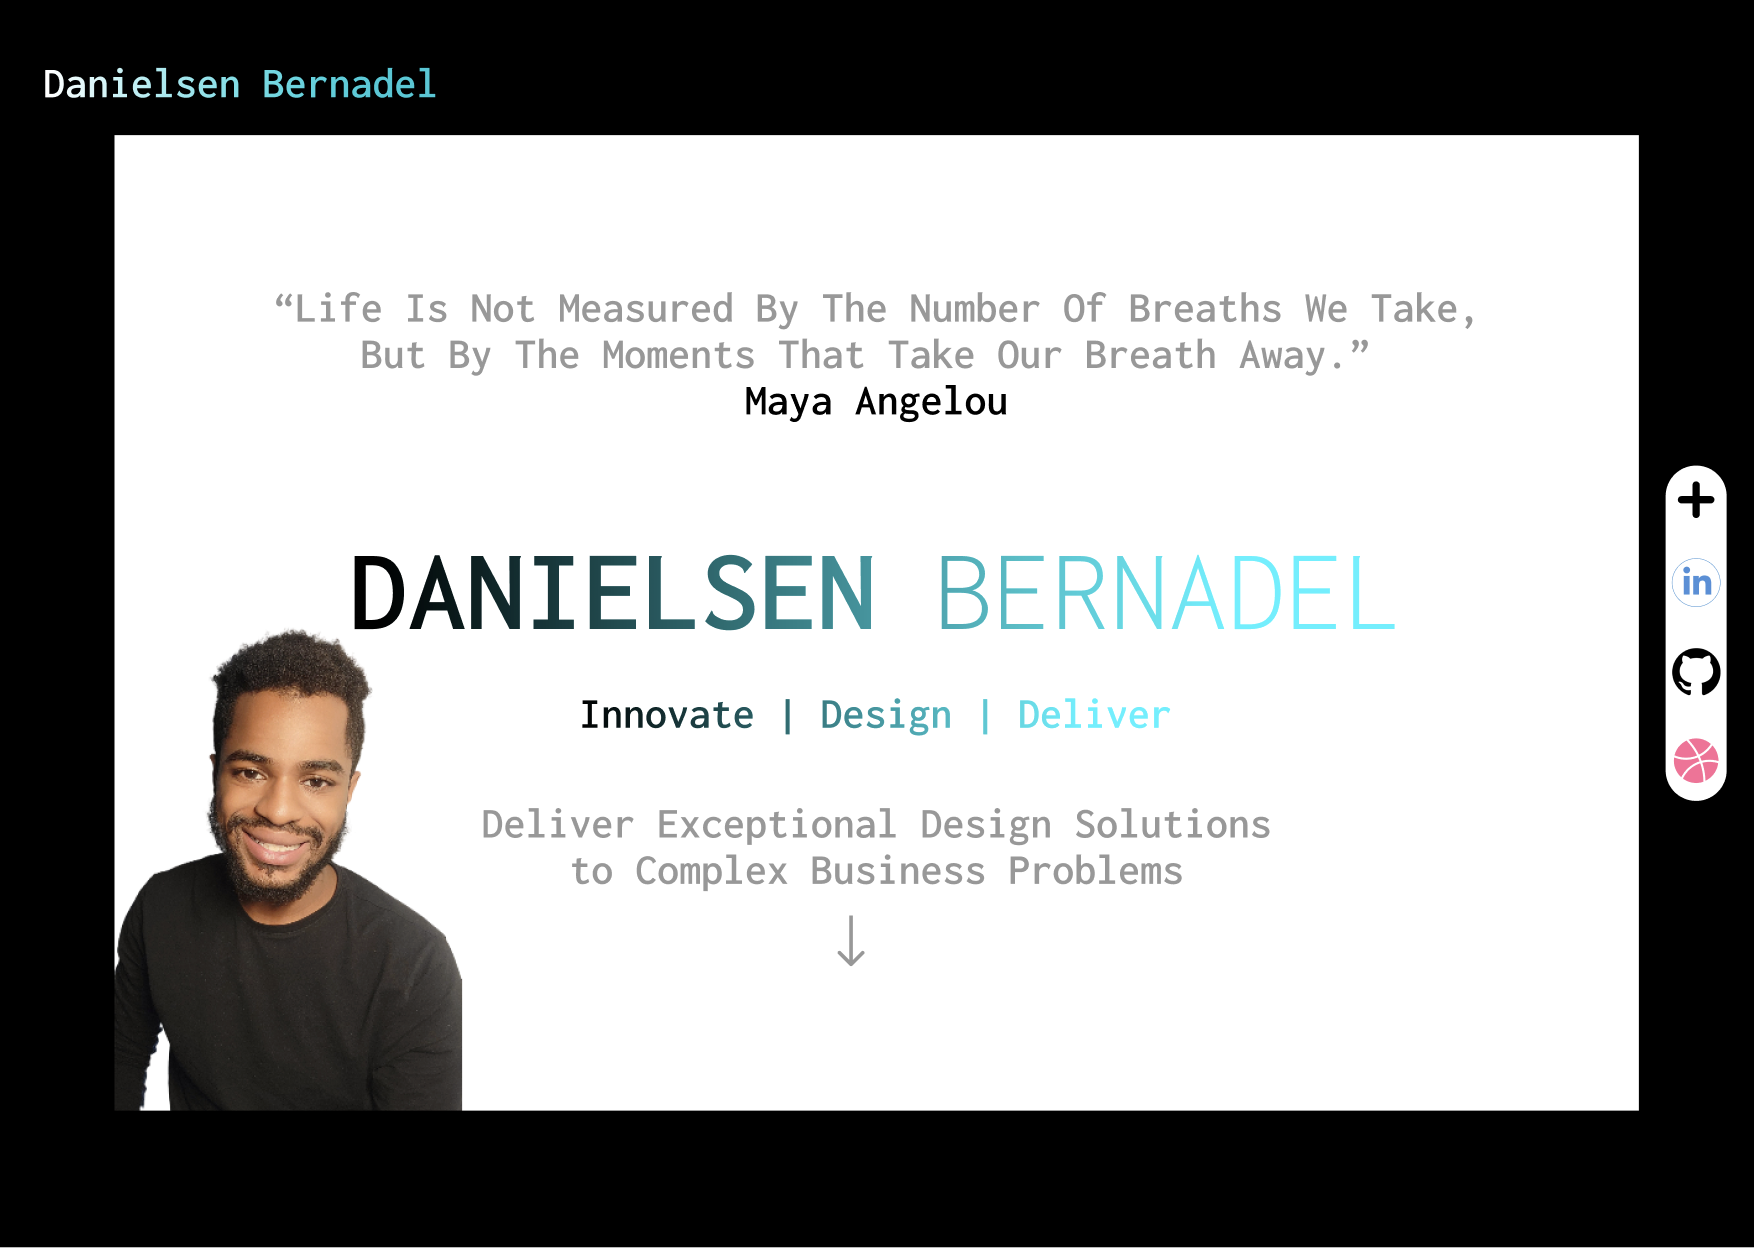 Danielsen Bernadel
“Life Is Not Measured By The Number Of Breaths We Take,
But By The Moments That Take Our Breath Away.”
Maya Angelou
DANIELSEN BERNADEL
Innovate | Design | Deliver
Deliver Exceptional Design Solutions
to Complex Business Problems
in